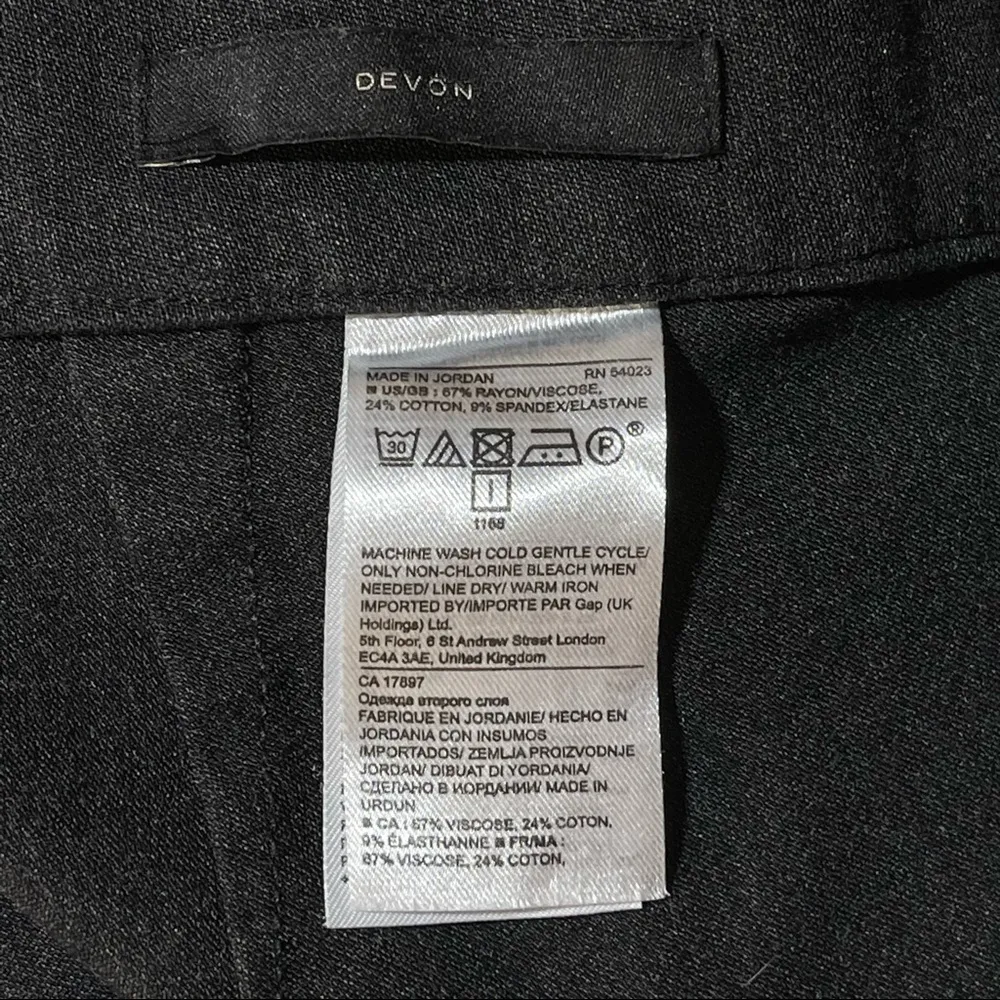 DEVON
MADE IN JORDAN RN 54023
US/GB : 67% RAYON/VISCOSE,
24% COTTON, 9% SPANDEX/ELASTANE
30 P ®
1168
MACHINE WASH COLD GENTLE CYCLE/
ONLY NON-CHLORINE BLEACH WHEN
NEEDED/ LINE DRY/ WARM IRON
IMPORTED BY/IMPORTE PAR Gap (UK
Holdings) Ltd.
5th Floor, 6 St Andrew Street London
EC4A 3AE, United Kingdom
CA 17897
Одежда второго слоя
FABRIQUE EN JORDANIE/ HECHO EN
JORDANIA CON INSUMOS
IMPORTADOS/ ZEMLJA PROIZVODNJE
JORDAN/ DIBUAT DI YORDANIA/
СДЕЛАНО В ИОРДАНИИ/ MADE IN
URDUN
CA : 67% VISCOSE, 24% COTON,
9% ÉLASTHANNE FR/MA :
67% VISCOSE, 24% COTON,